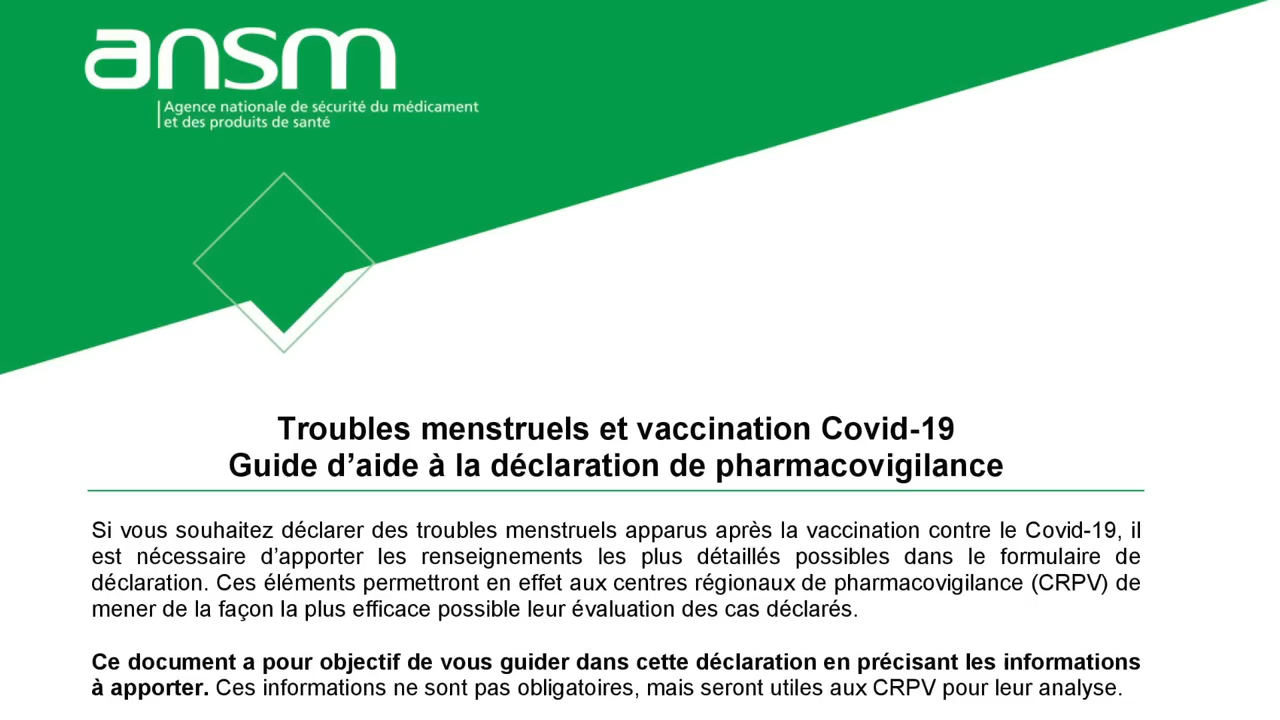 ansm
Agence nationale de sécurité du médicament
et des produits de santé
Troubles menstruels et vaccination Covid-19
Guide d’aide à la déclaration de pharmacovigilance
Si vous souhaitez déclarer des troubles menstruels apparus après la vaccination contre le Covid-19, il
est nécessaire d’apporter les renseignements les plus détaillés possibles dans le formulaire de
déclaration. Ces éléments permettront en effet aux centres régionaux de pharmacovigilance (CRPV) de
mener de la façon la plus efficace possible leur évaluation des cas déclarés.
Ce document a pour objectif de vous guider dans cette déclaration en précisant les informations
à apporter. Ces informations ne sont pas obligatoires, mais seront utiles aux CRPV pour leur analyse.